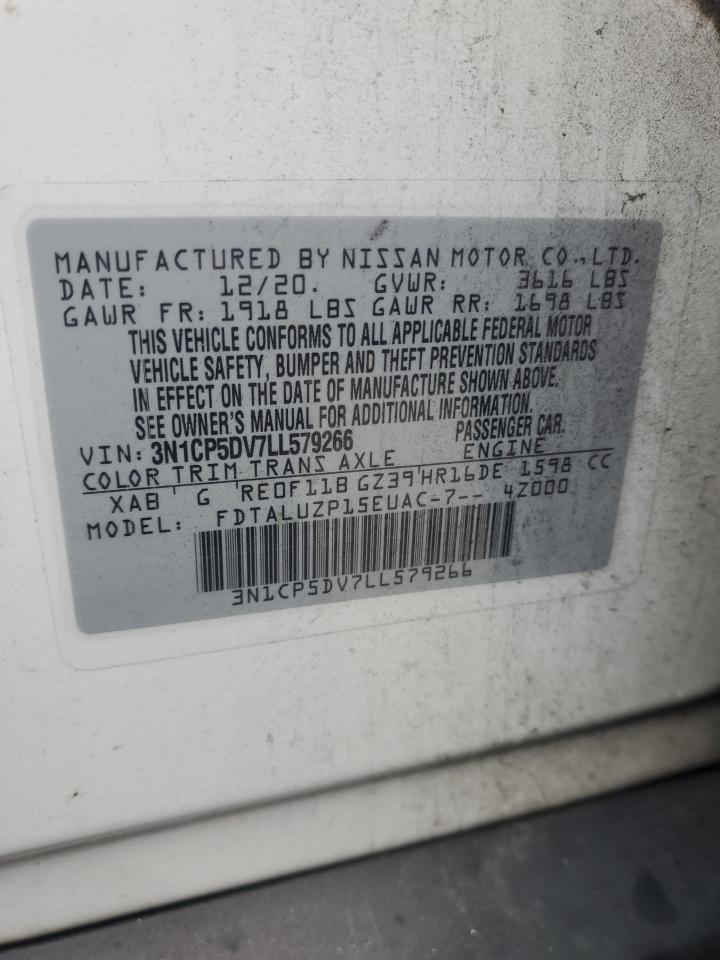 MANUFACTURED BY NISSAN MOTOR CO.,LTD.
DATE: 12/20. GVWR: 3616 LBS
GAWR FR: 1918 LBS GAWR RR: 1698 LBS
THIS VEHICLE CONFORMS TO ALL APPLICABLE FEDERAL MOTOR
VEHICLE SAFETY, BUMPER AND THEFT PREVENTION STANDARDS
IN EFFECT ON THE DATE OF MANUFACTURE SHOWN ABOVE.
SEE OWNER'S MANUAL FOR ADDITIONAL INFORMATION.
VIN: 3N1CP5DV7LL579266 PASSENGER CAR.
COLOR TRIM TRANS AXLE ENGINE
XAB G RE0F11B GZ39 HR16DE 1598 CC
MODEL: FDTALUZP15EUAC-7-- 4Z000
3N1CP5DV7LL579266